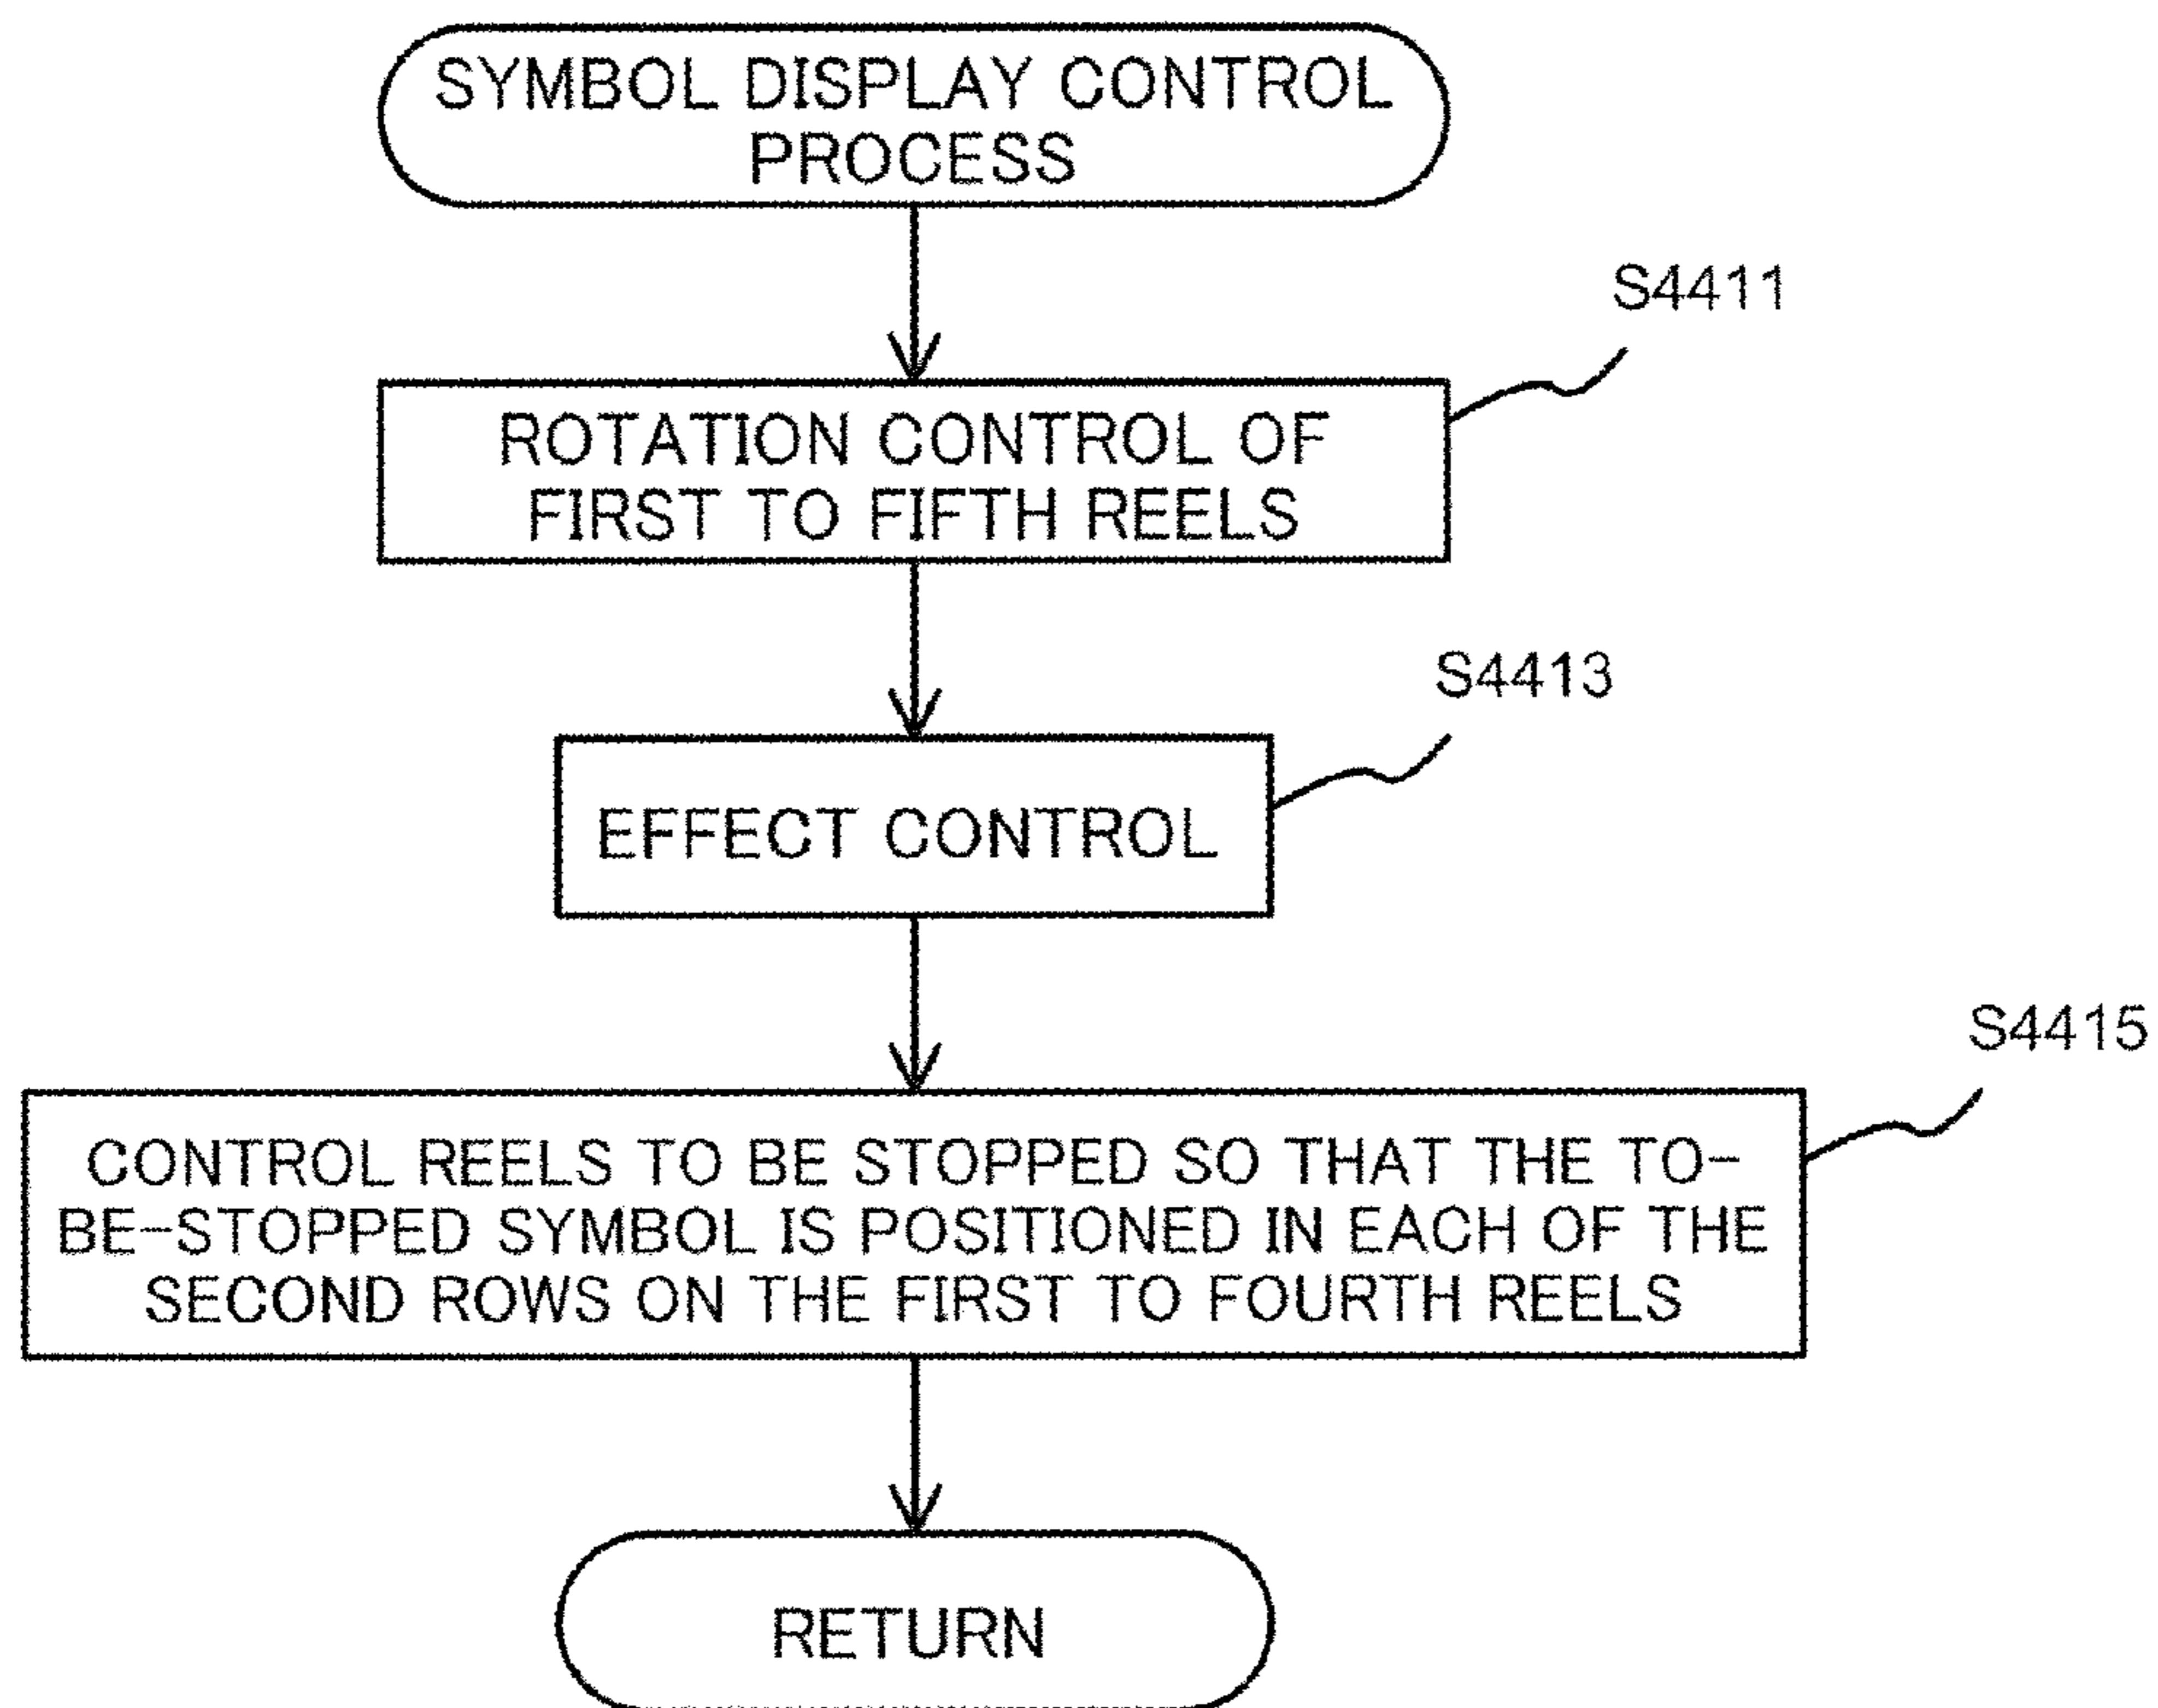 SYMBOL DISPLAY CONTROL
PROCESS
S4411
ROTATION CONTROL OF
FIRST TO FIFTH REELS
S4413
EFFECT CONTROL
S4415
CONTROL REELS TO BE STOPPED SO THAT THE TO-
BE-STOPPED SYMBOL IS POSITIONED IN EACH OF THE
SECOND ROWS ON THE FIRST TO FOURTH REELS
RETURN